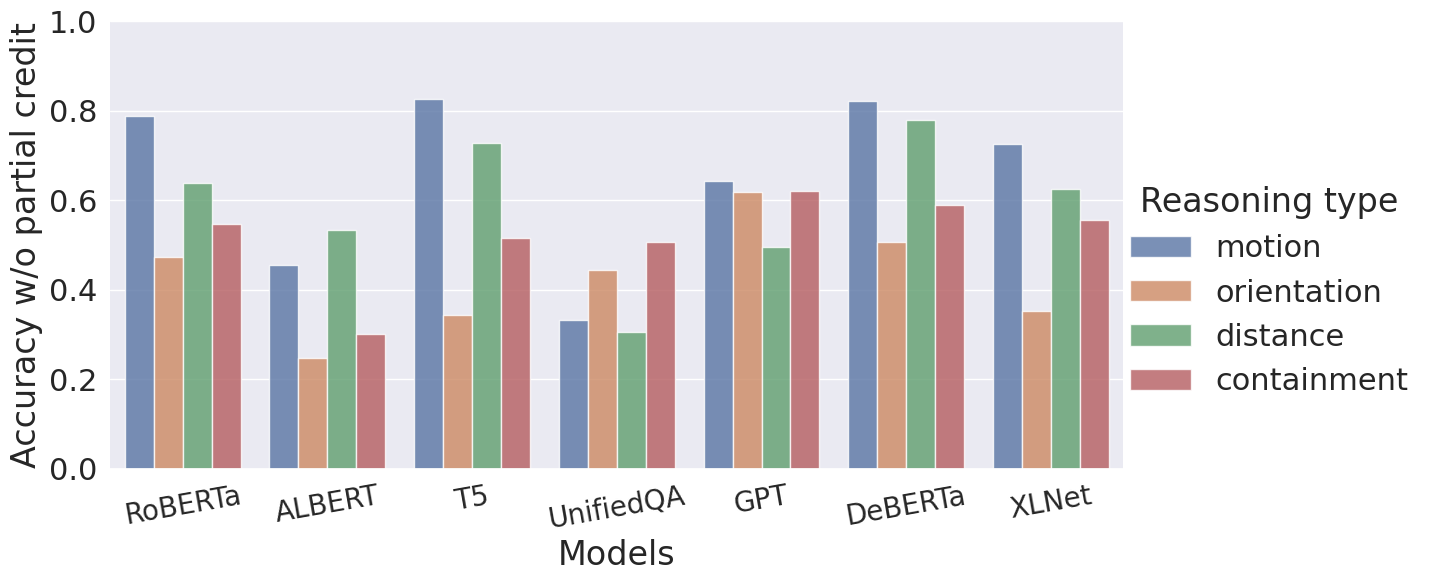 Accuracy w/o partial credit
1.0
0.8
0.6
0.4
0.2
0.0
RoBERTa
ALBERT
T5
UnifiedQA
GPT
DeBERTa
XLNet
Models
Reasoning type
motion
orientation
distance
containment